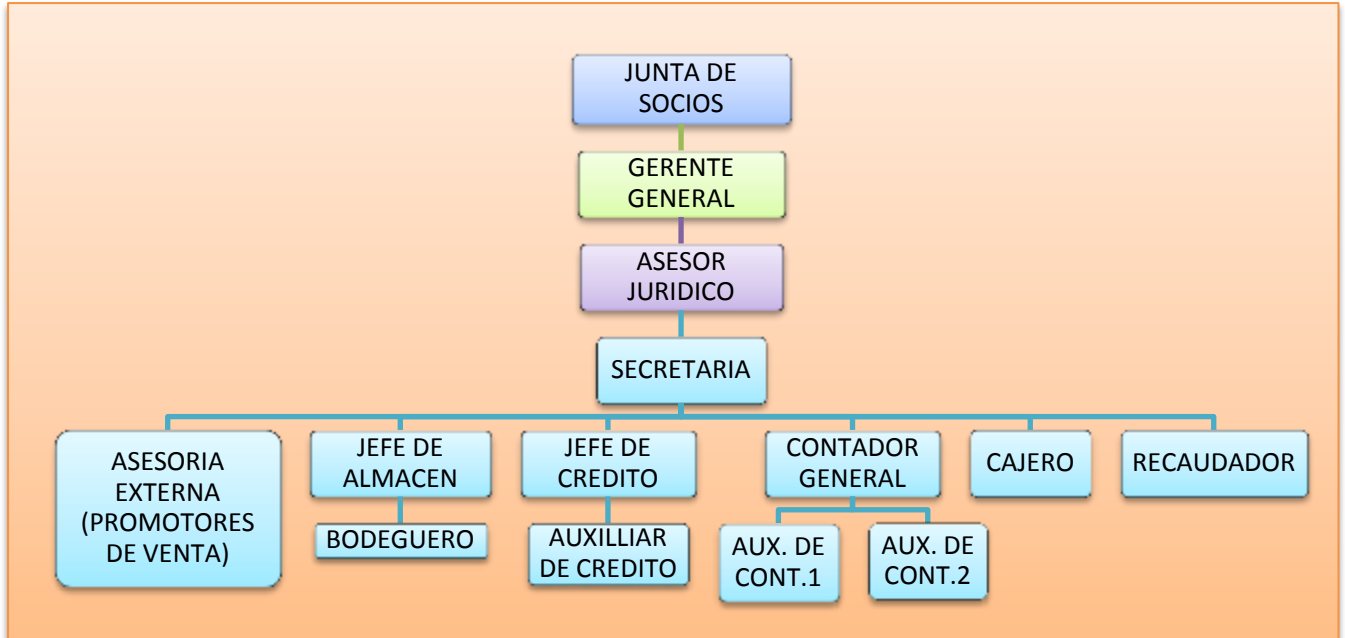 JUNTA DE
SOCIOS
GERENTE
GENERAL
ASESOR
JURIDICO
SECRETARIA
ASESORIA
EXTERNA
(PROMOTORES
DE VENTA)
JEFE DE
ALMACEN
BODEGUERO
JEFE DE
CREDITO
AUXILLIAR
DE CREDITO
CONTADOR
GENERAL
AUX. DE
CONT.1
AUX. DE
CONT.2
CAJERO
RECAUDADOR